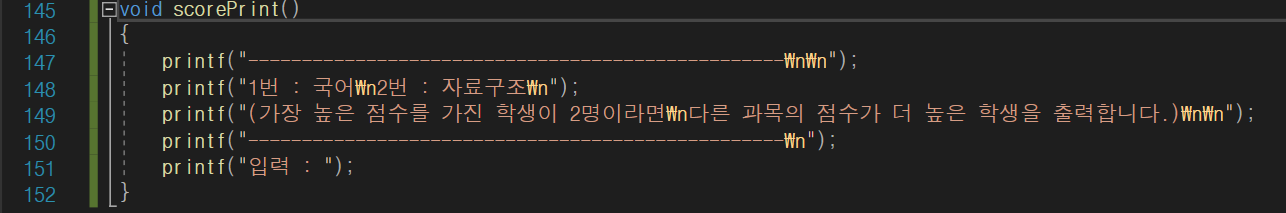 145 void scorePrint()
146 {
147 printf("--------------------------------------------------₩n₩n");
148 printf("1번 : 국어₩n2번 : 자료구조₩n");
149 printf("(가장 높은 점수를 가진 학생이 2명이라면₩n다른 과목의 점수가 더 높은 학생을 출력합니다.)₩n₩n");
150 printf("--------------------------------------------------₩n");
151 printf("입력 : ");
152 }